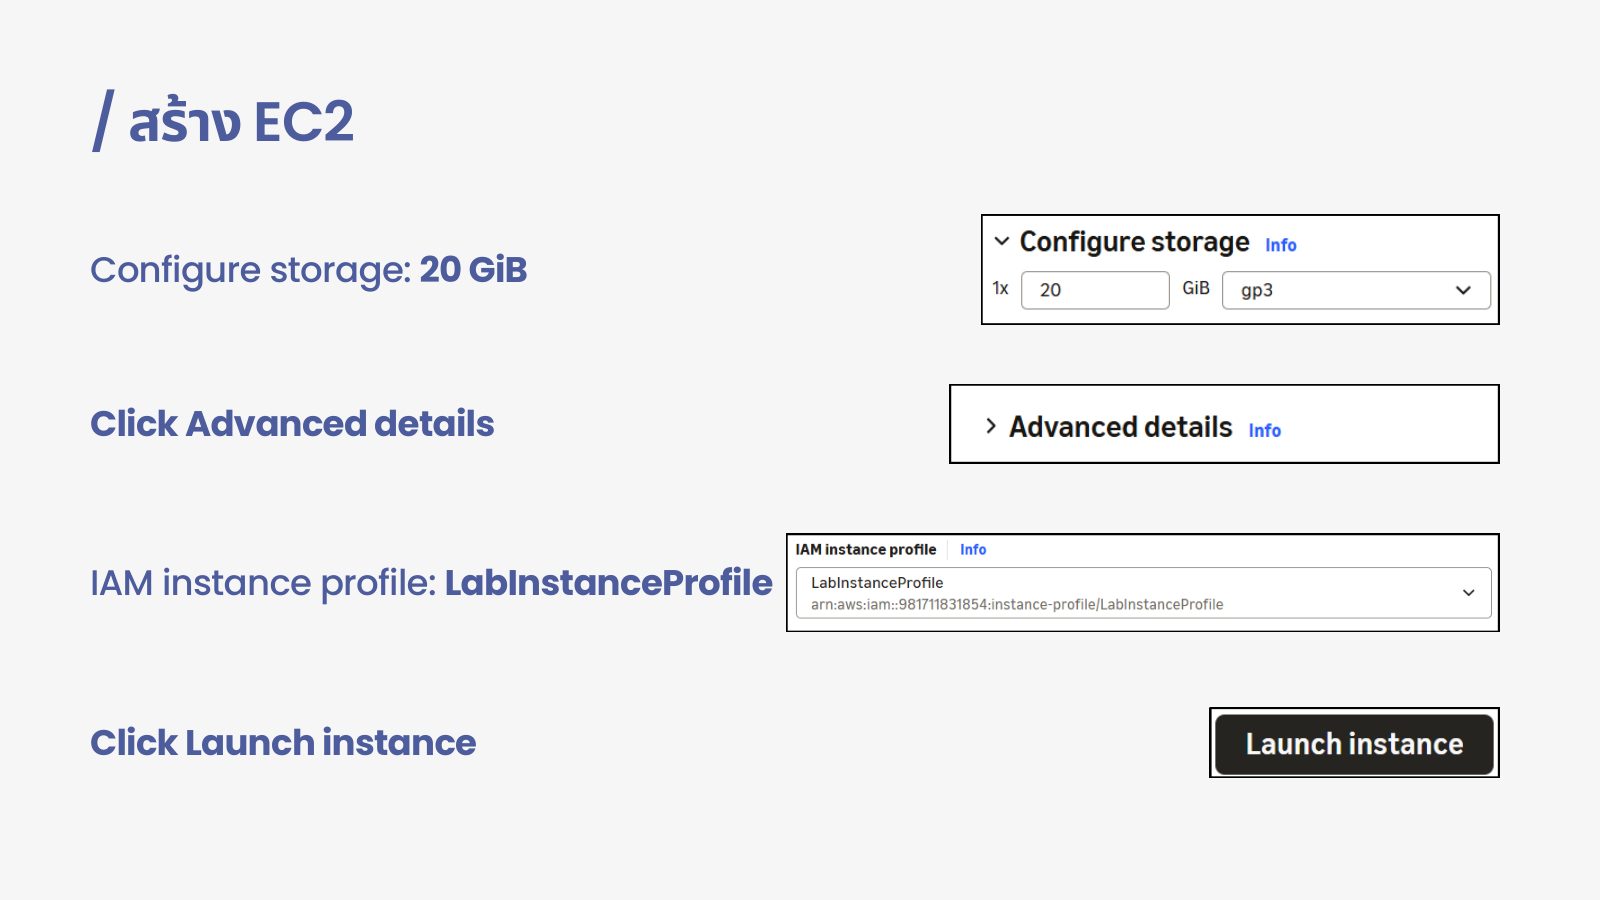 / สร้าง EC2
Configure storage: 20 GiB
Configure storage Info
1x 20 GiB gp3
Click Advanced details
Advanced details Info
IAM instance profile: LabInstanceProfile
IAM instance profile Info
LabInstanceProfile
arn:aws:iam::981711831854:instance-profile/LabInstanceProfile
Click Launch instance
Launch instance